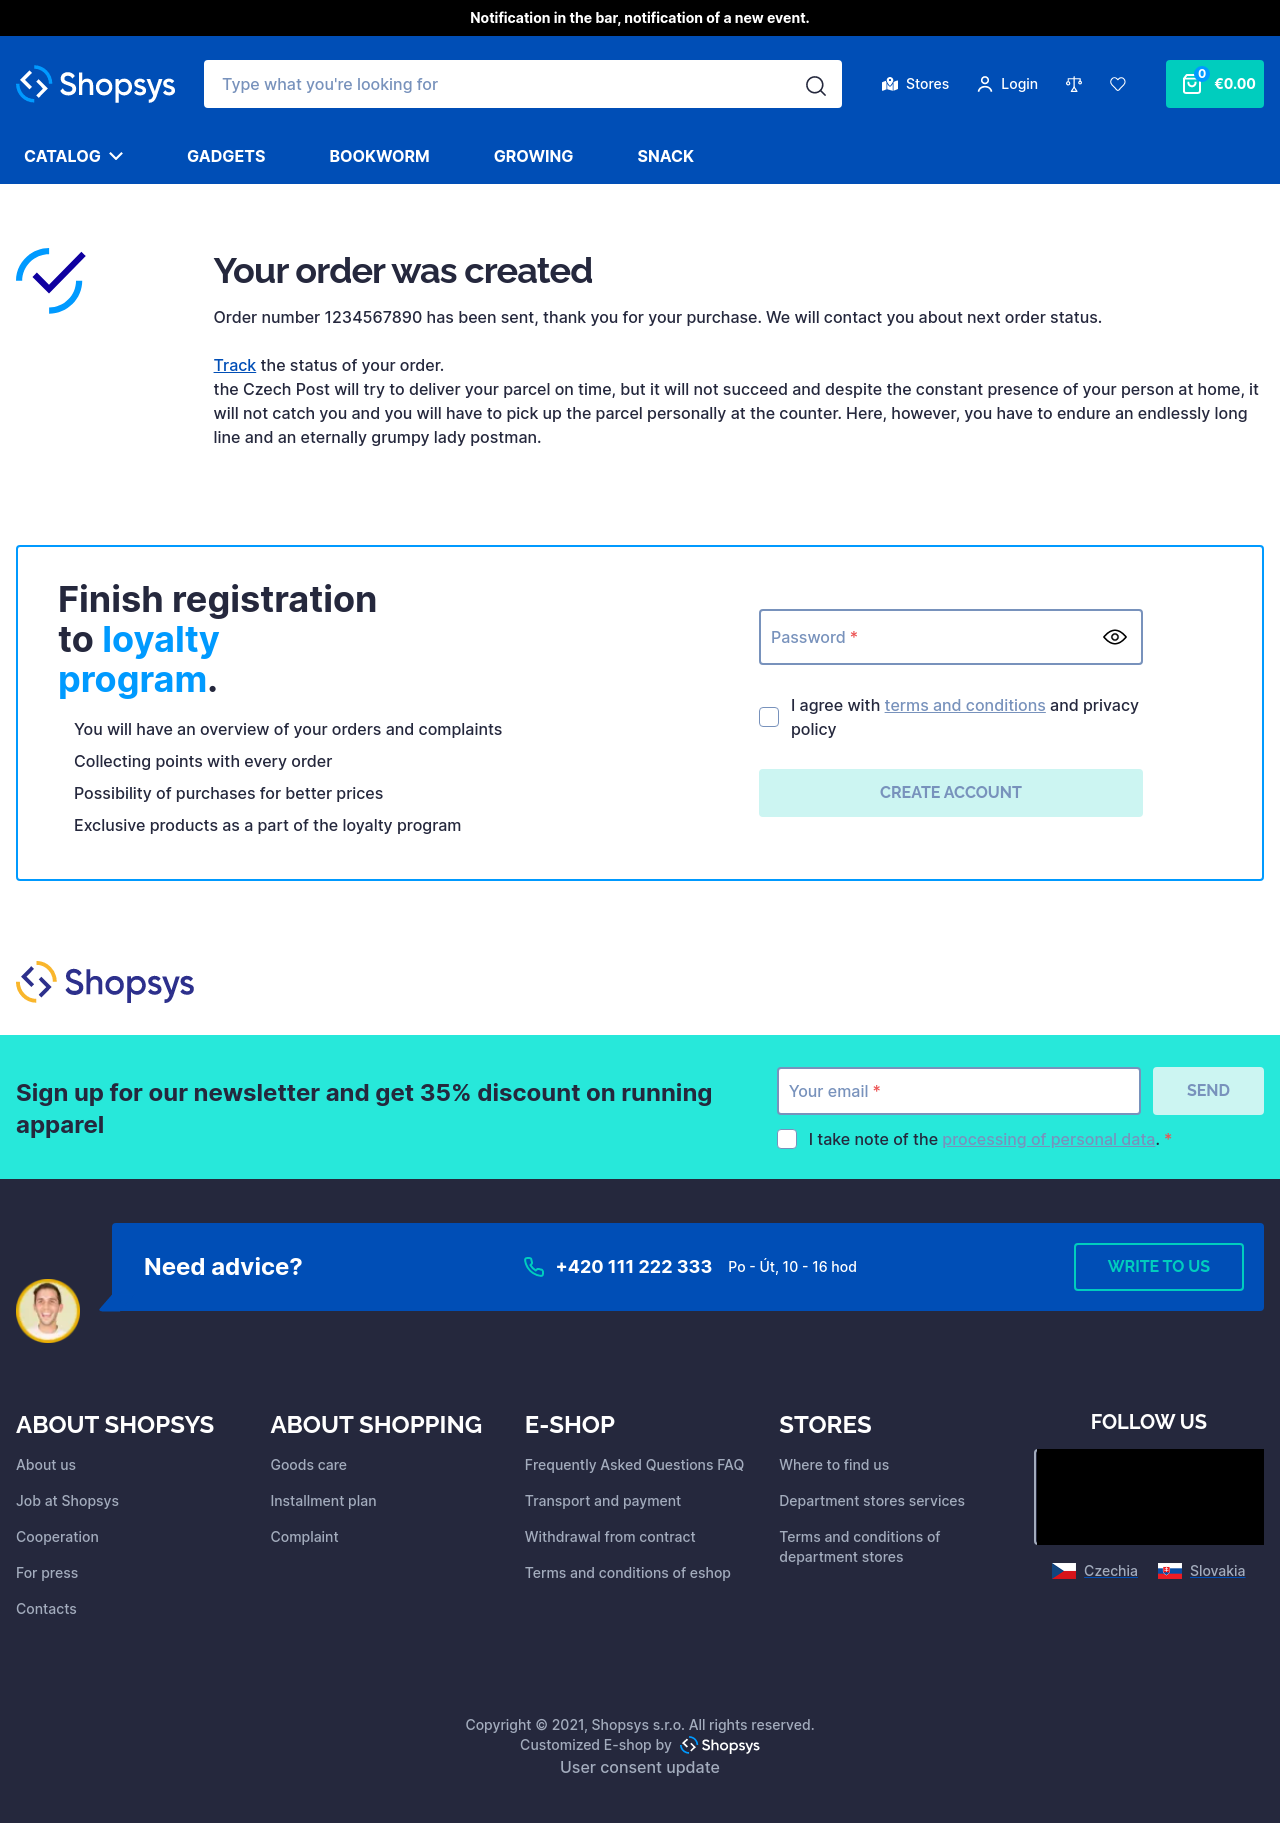 Notification in the bar, notification of a new event.
Shopsys
Type what you're looking for
Stores
Login
0
€0.00
CATALOG
GADGETS
BOOKWORM
GROWING
SNACK
Your order was created
Order number 1234567890 has been sent, thank you for your purchase. We will contact you about next order status.
Track the status of your order.
the Czech Post will try to deliver your parcel on time, but it will not succeed and despite the constant presence of your person at home, it
will not catch you and you will have to pick up the parcel personally at the counter. Here, however, you have to endure an endlessly long
line and an eternally grumpy lady postman.
Finish registration
to loyalty
program.
You will have an overview of your orders and complaints
Collecting points with every order
Possibility of purchases for better prices
Exclusive products as a part of the loyalty program
Password *
I agree with terms and conditions and privacy
policy
CREATE ACCOUNT
Shopsys
Sign up for our newsletter and get 35% discount on running
apparel
Your email *
SEND
I take note of the processing of personal data. *
Need advice?
+420 111 222 333
Po - Út, 10 - 16 hod
WRITE TO US
ABOUT SHOPSYS
About us
Job at Shopsys
Cooperation
For press
Contacts
ABOUT SHOPPING
Goods care
Installment plan
Complaint
E-SHOP
Frequently Asked Questions FAQ
Transport and payment
Withdrawal from contract
Terms and conditions of eshop
STORES
Where to find us
Department stores services
Terms and conditions of
department stores
FOLLOW US
Czechia
Slovakia
Copyright © 2021, Shopsys s.r.o. All rights reserved.
Customized E-shop by Shopsys
User consent update